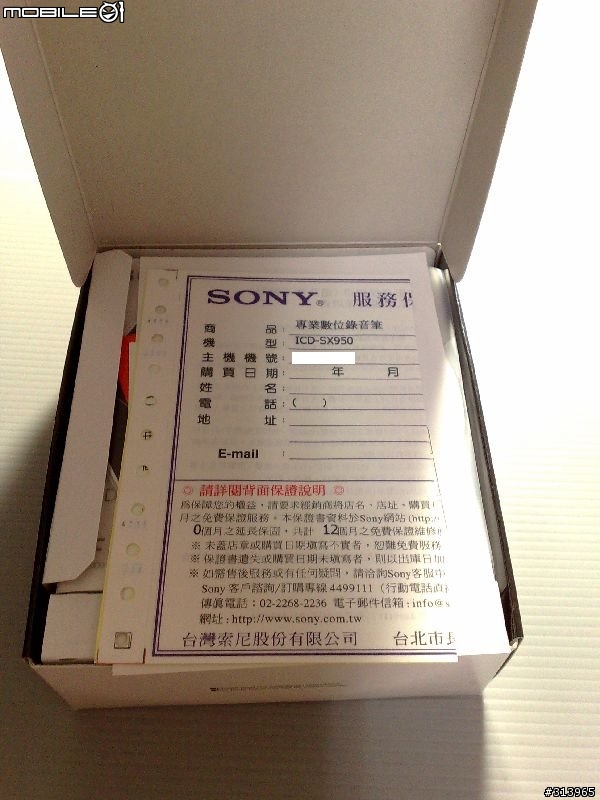 MOBILE01
SONY® 服務保
商品：專業數位錄音筆
機型：ICD-SX950
主機機號：
購買日期： 年 月
姓名：
電話：( )
地址：
E-mail :
◎ 請詳閱背面保證說明 ◎
為保障您的權益，請要求經銷商將店名、店址、購買
月之免費保證服務。本保證書資料於Sony網站 (http:
0個月之延長保固，共計 12個月之免費保證維修
※ 未蓋店章或購買日期填寫不實者，恕難免費服務
※ 保證書遺失或購買日期未填寫者，則以出庫日加
※ 如需售後服務或有任何疑問，請洽詢Sony客服中
Sony 客戶諮詢/訂購專線 4499111 (行動電話
傳真電話：02-2268-2236 電子郵件信箱：info@s
網址：http://www.sony.com.tw
台灣索尼股份有限公司 台北市長
#313965